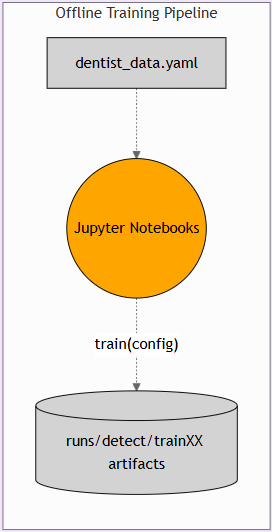 Offline Training Pipeline
dentist_data.yaml
Jupyter Notebooks
train(config)
runs/detect/trainXX
artifacts